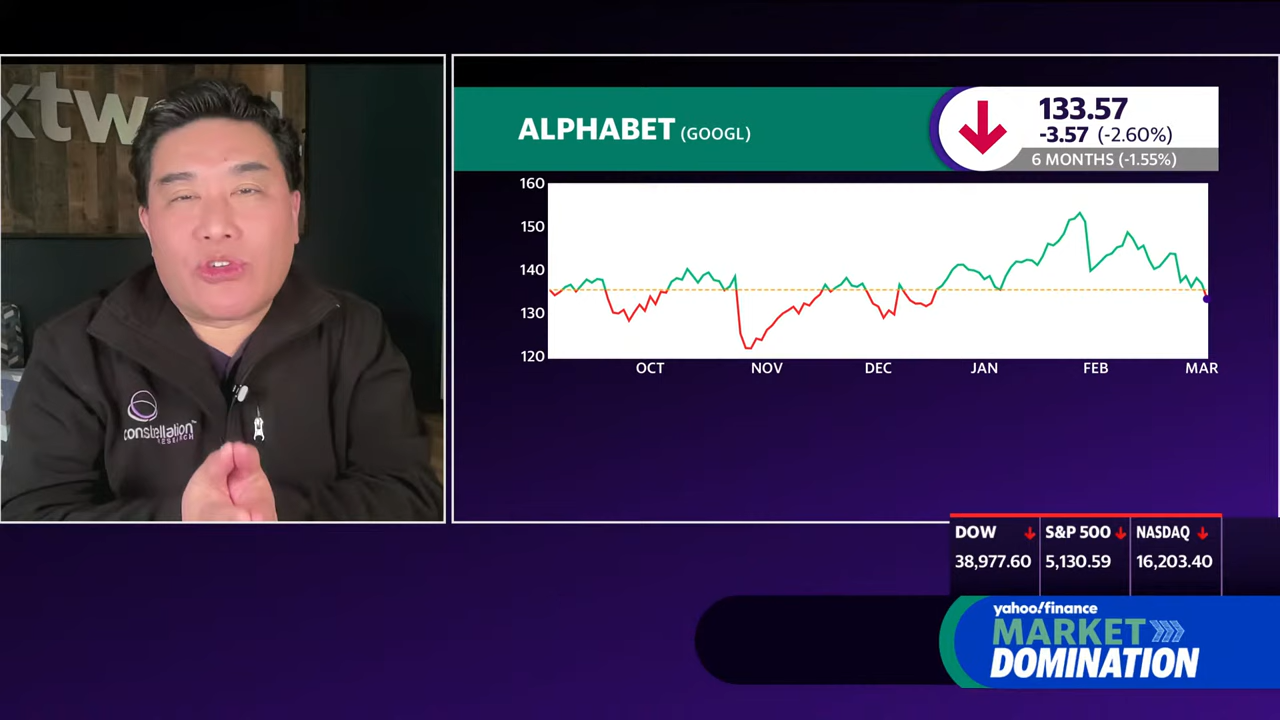 xtw
constellation
RESEARCH
ALPHABET (GOOGL)
133.57
-3.57 (-2.60%)
6 MONTHS (-1.55%)
160
150
140
130
120
OCT NOV DEC JAN FEB MAR
DOW S&P 500 NASDAQ
38,977.60 5,130.59 16,203.40
yahoo!finance
MARKET
DOMINATION